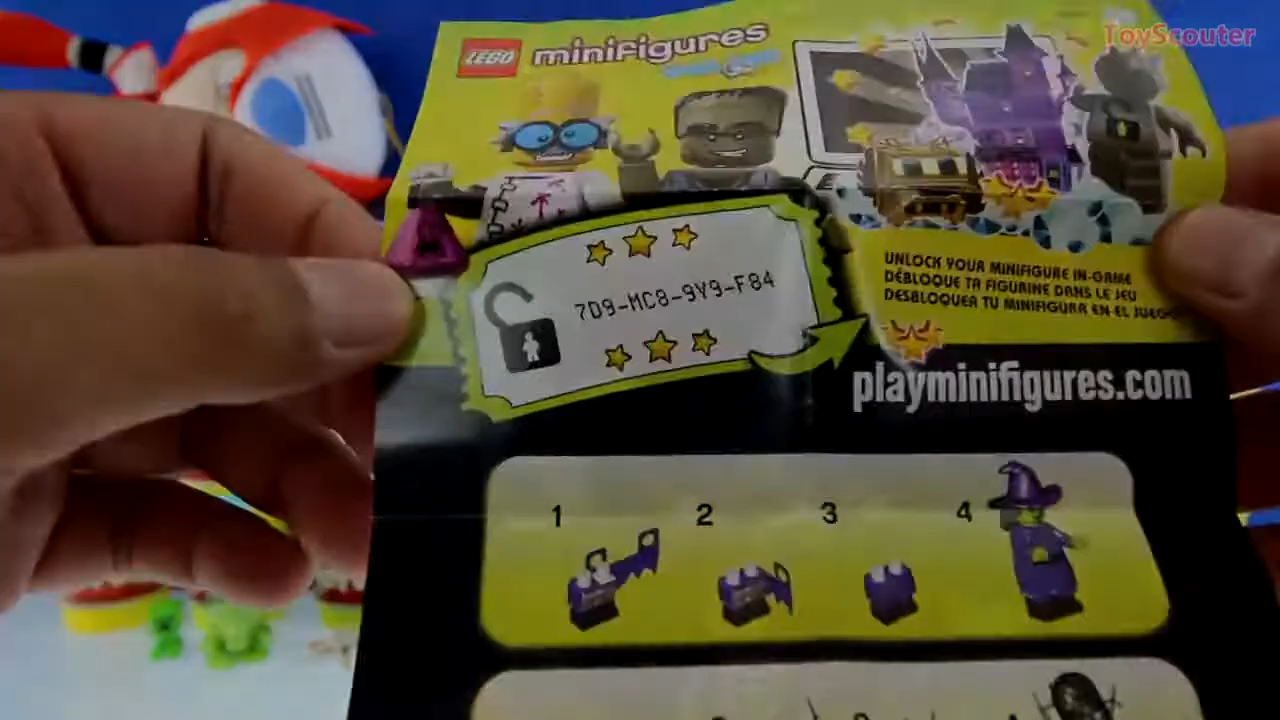 ToyScouter
LEGO minifigures
7D9-MC8-9Y9-F84
UNLOCK YOUR MINIFIGURE IN-GAME
DÉBLOQUE TA FIGURINE DANS LE JEU
DESBLOQUEA TU MINIFIGURA EN EL JUEGO
playminifigures.com
1 2 3 4